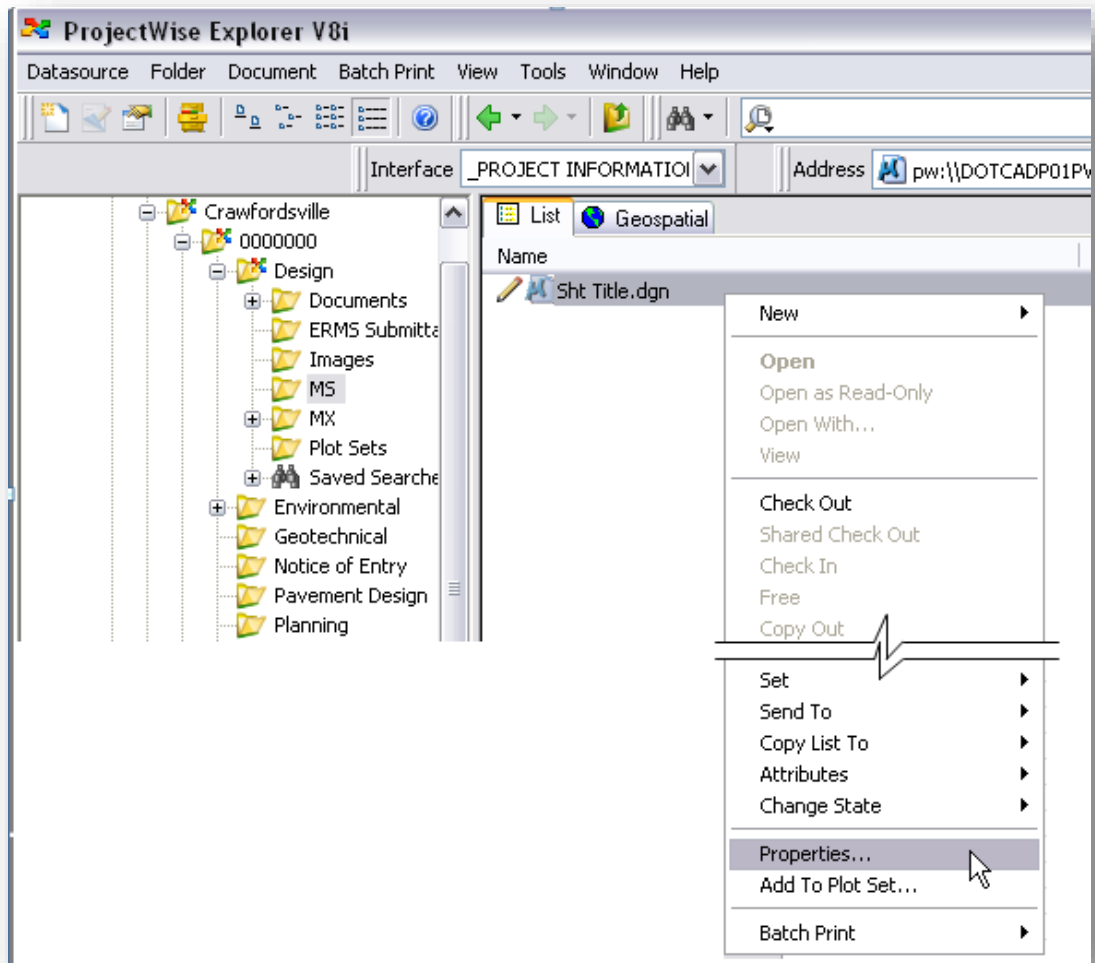 ProjectWise Explorer V8i
Datasource Folder Document Batch Print View Tools Window Help
Interface _PROJECT INFORMATIO Address pw:\\DOTCADP01PW
Crawfordsville
0000000
Design
Documents
ERMS Submitta
Images
MS
MX
Plot Sets
Saved Searche
Environmental
Geotechnical
Notice of Entry
Pavement Design
Planning
List Geospatial
Name
Sht Title.dgn
New
Open
Open as Read-Only
Open With...
View
Check Out
Shared Check Out
Check In
Free
Copy Out
Set
Send To
Copy List To
Attributes
Change State
Properties...
Add To Plot Set...
Batch Print